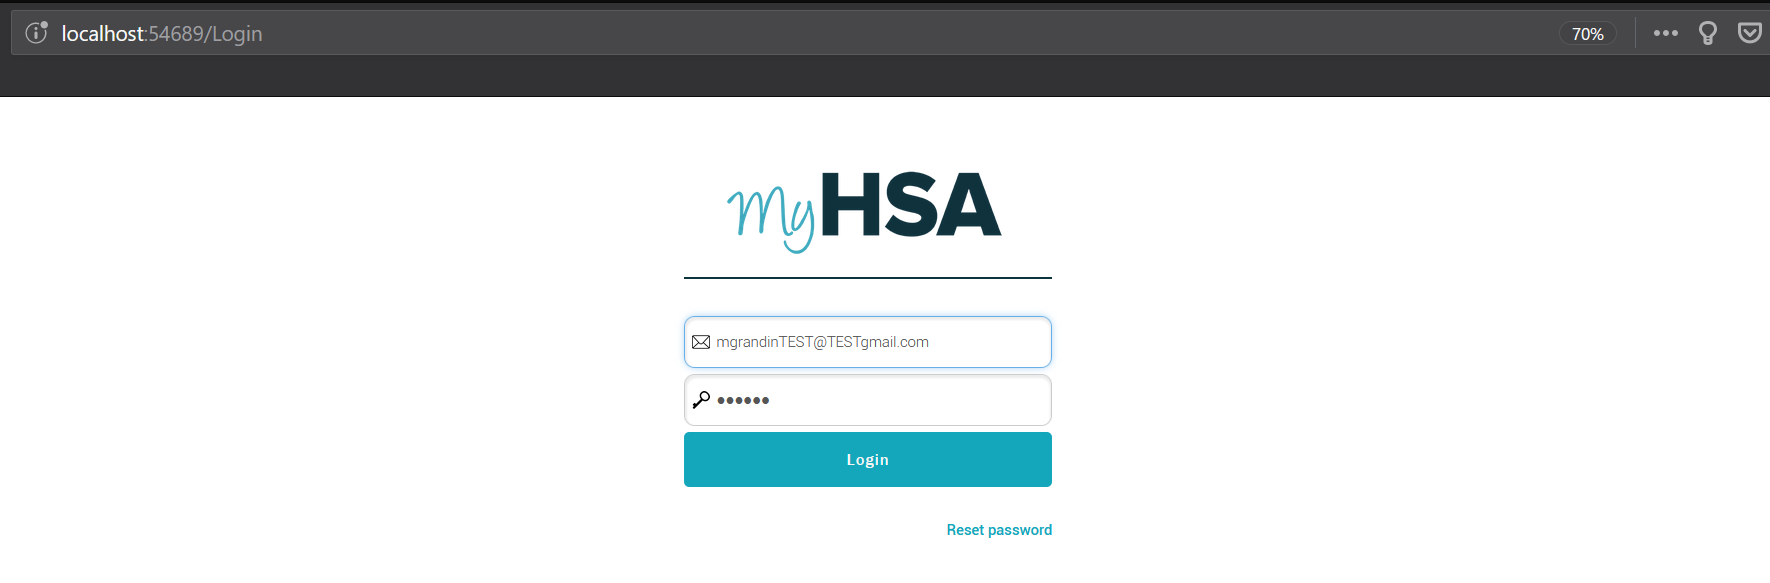 localhost:54689/Login 70%
myHSA
mgrandinTEST@TESTgmail.com
••••••
Login
Reset password